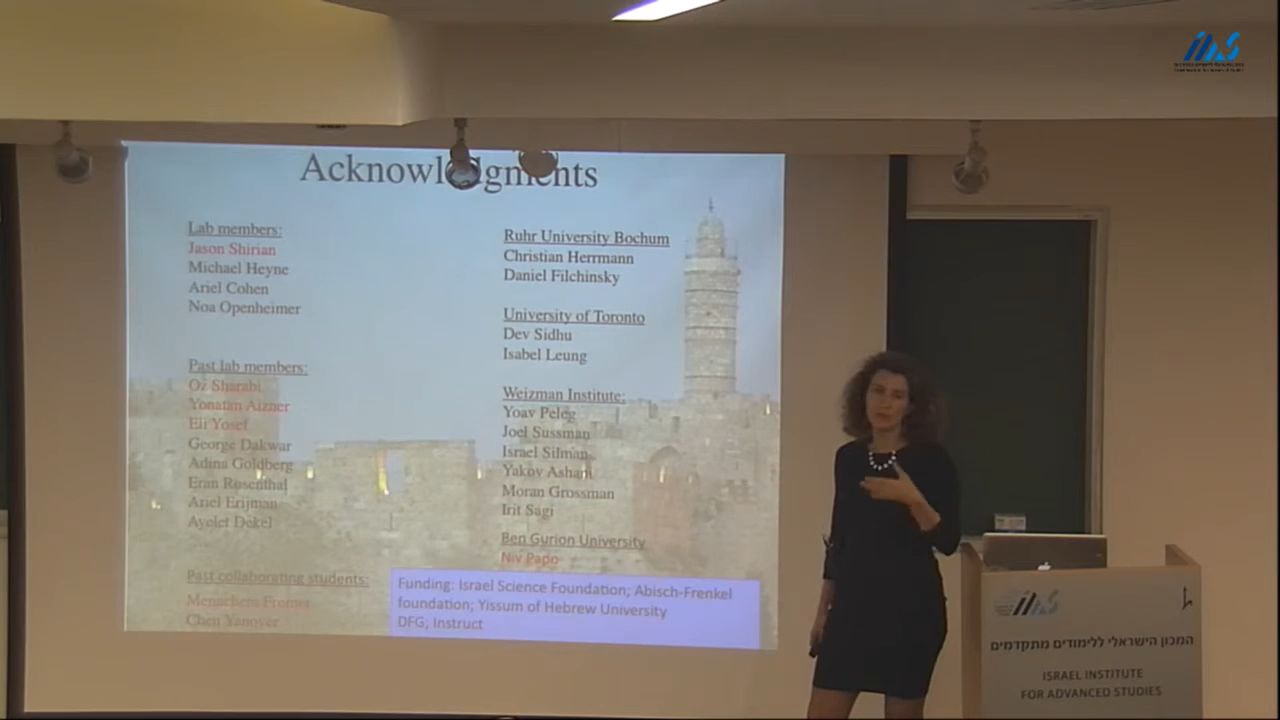 Acknowledgments
Lab members:
Jason Shirian
Michael Heyne
Ariel Cohen
Noa Openheimer
Past lab members:
Oz Sharabi
Yonatan Aizner
Eli Yosef
George Dakwar
Adina Goldberg
Eran Rosenthal
Ariel Erijman
Ayelet Dekel
Past collaborating students:
Menachem Fromer
Chen Yanover
Ruhr University Bochum
Christian Herrmann
Daniel Filchinsky
University of Toronto
Dev Sidhu
Isabel Leung
Weizman Institute:
Yoav Peleg
Joel Sussman
Israel Silman
Yakov Ashani
Moran Grossman
Irit Sagi
Ben Gurion University
Niv Papo
Funding: Israel Science Foundation; Abisch-Frenkel
foundation; Yissum of Hebrew University
DFG; Instruct
iias
iias
המכון הישראלי ללימודים מתקדמים
ISRAEL INSTITUTE
FOR ADVANCED STUDIES